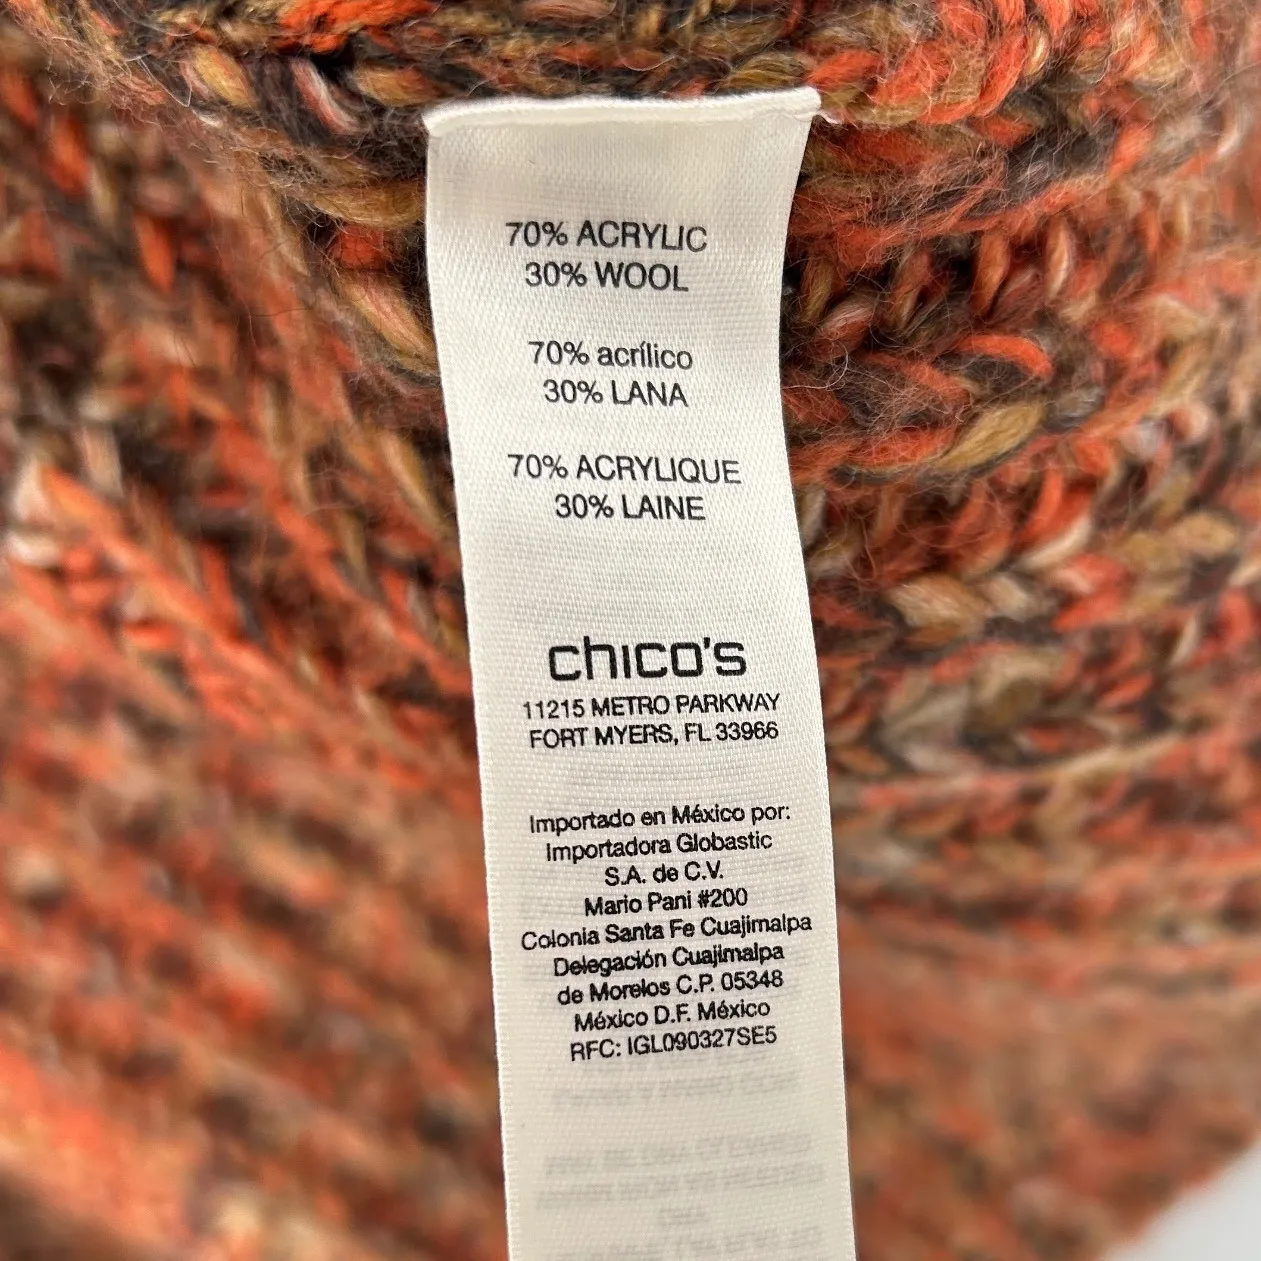 70% ACRYLIC
30% WOOL
70% acrílico
30% LANA
70% ACRYLIQUE
30% LAINE
chico's
11215 METRO PARKWAY
FORT MYERS, FL 33966
Importado en México por:
Importadora Globastic
S.A. de C.V.
Mario Pani #200
Colonia Santa Fe Cuajimalpa
Delegación Cuajimalpa
de Morelos C.P. 05348
México D.F. México
RFC: IGL090327SE5